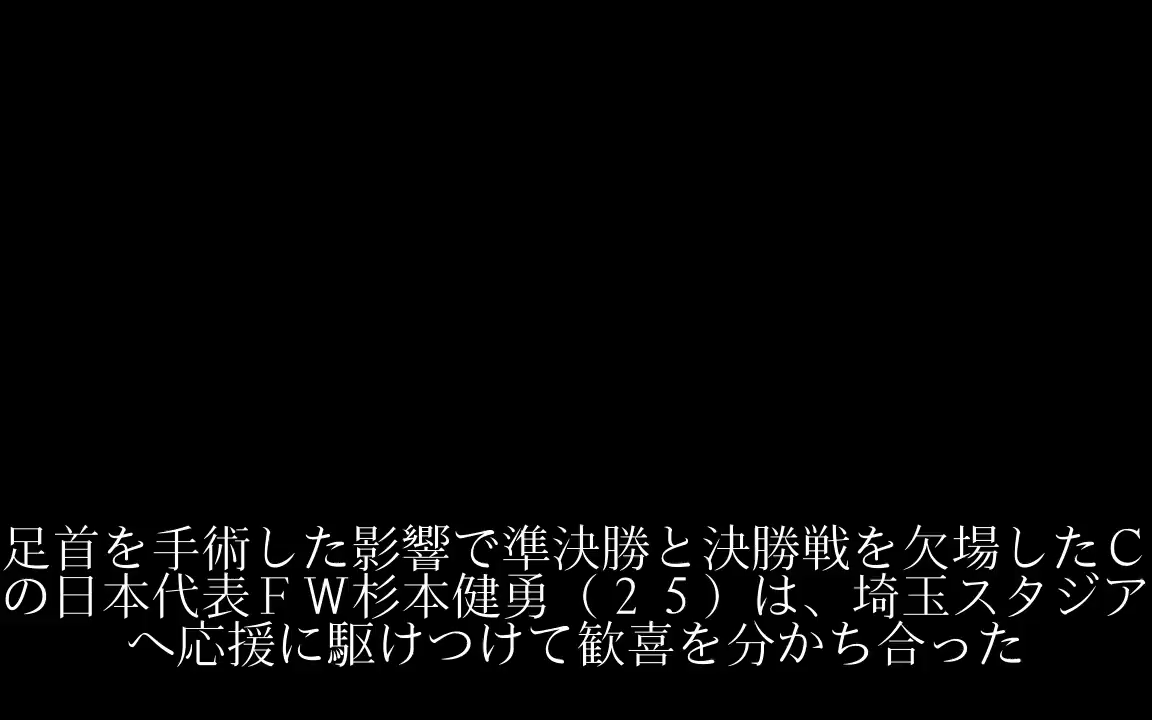 足首を手術した影響で準決勝と決勝戦を欠場したＣ
の日本代表ＦＷ杉本健勇（２５）は、埼玉スタジア
へ応援に駆けつけて歓喜を分かち合った